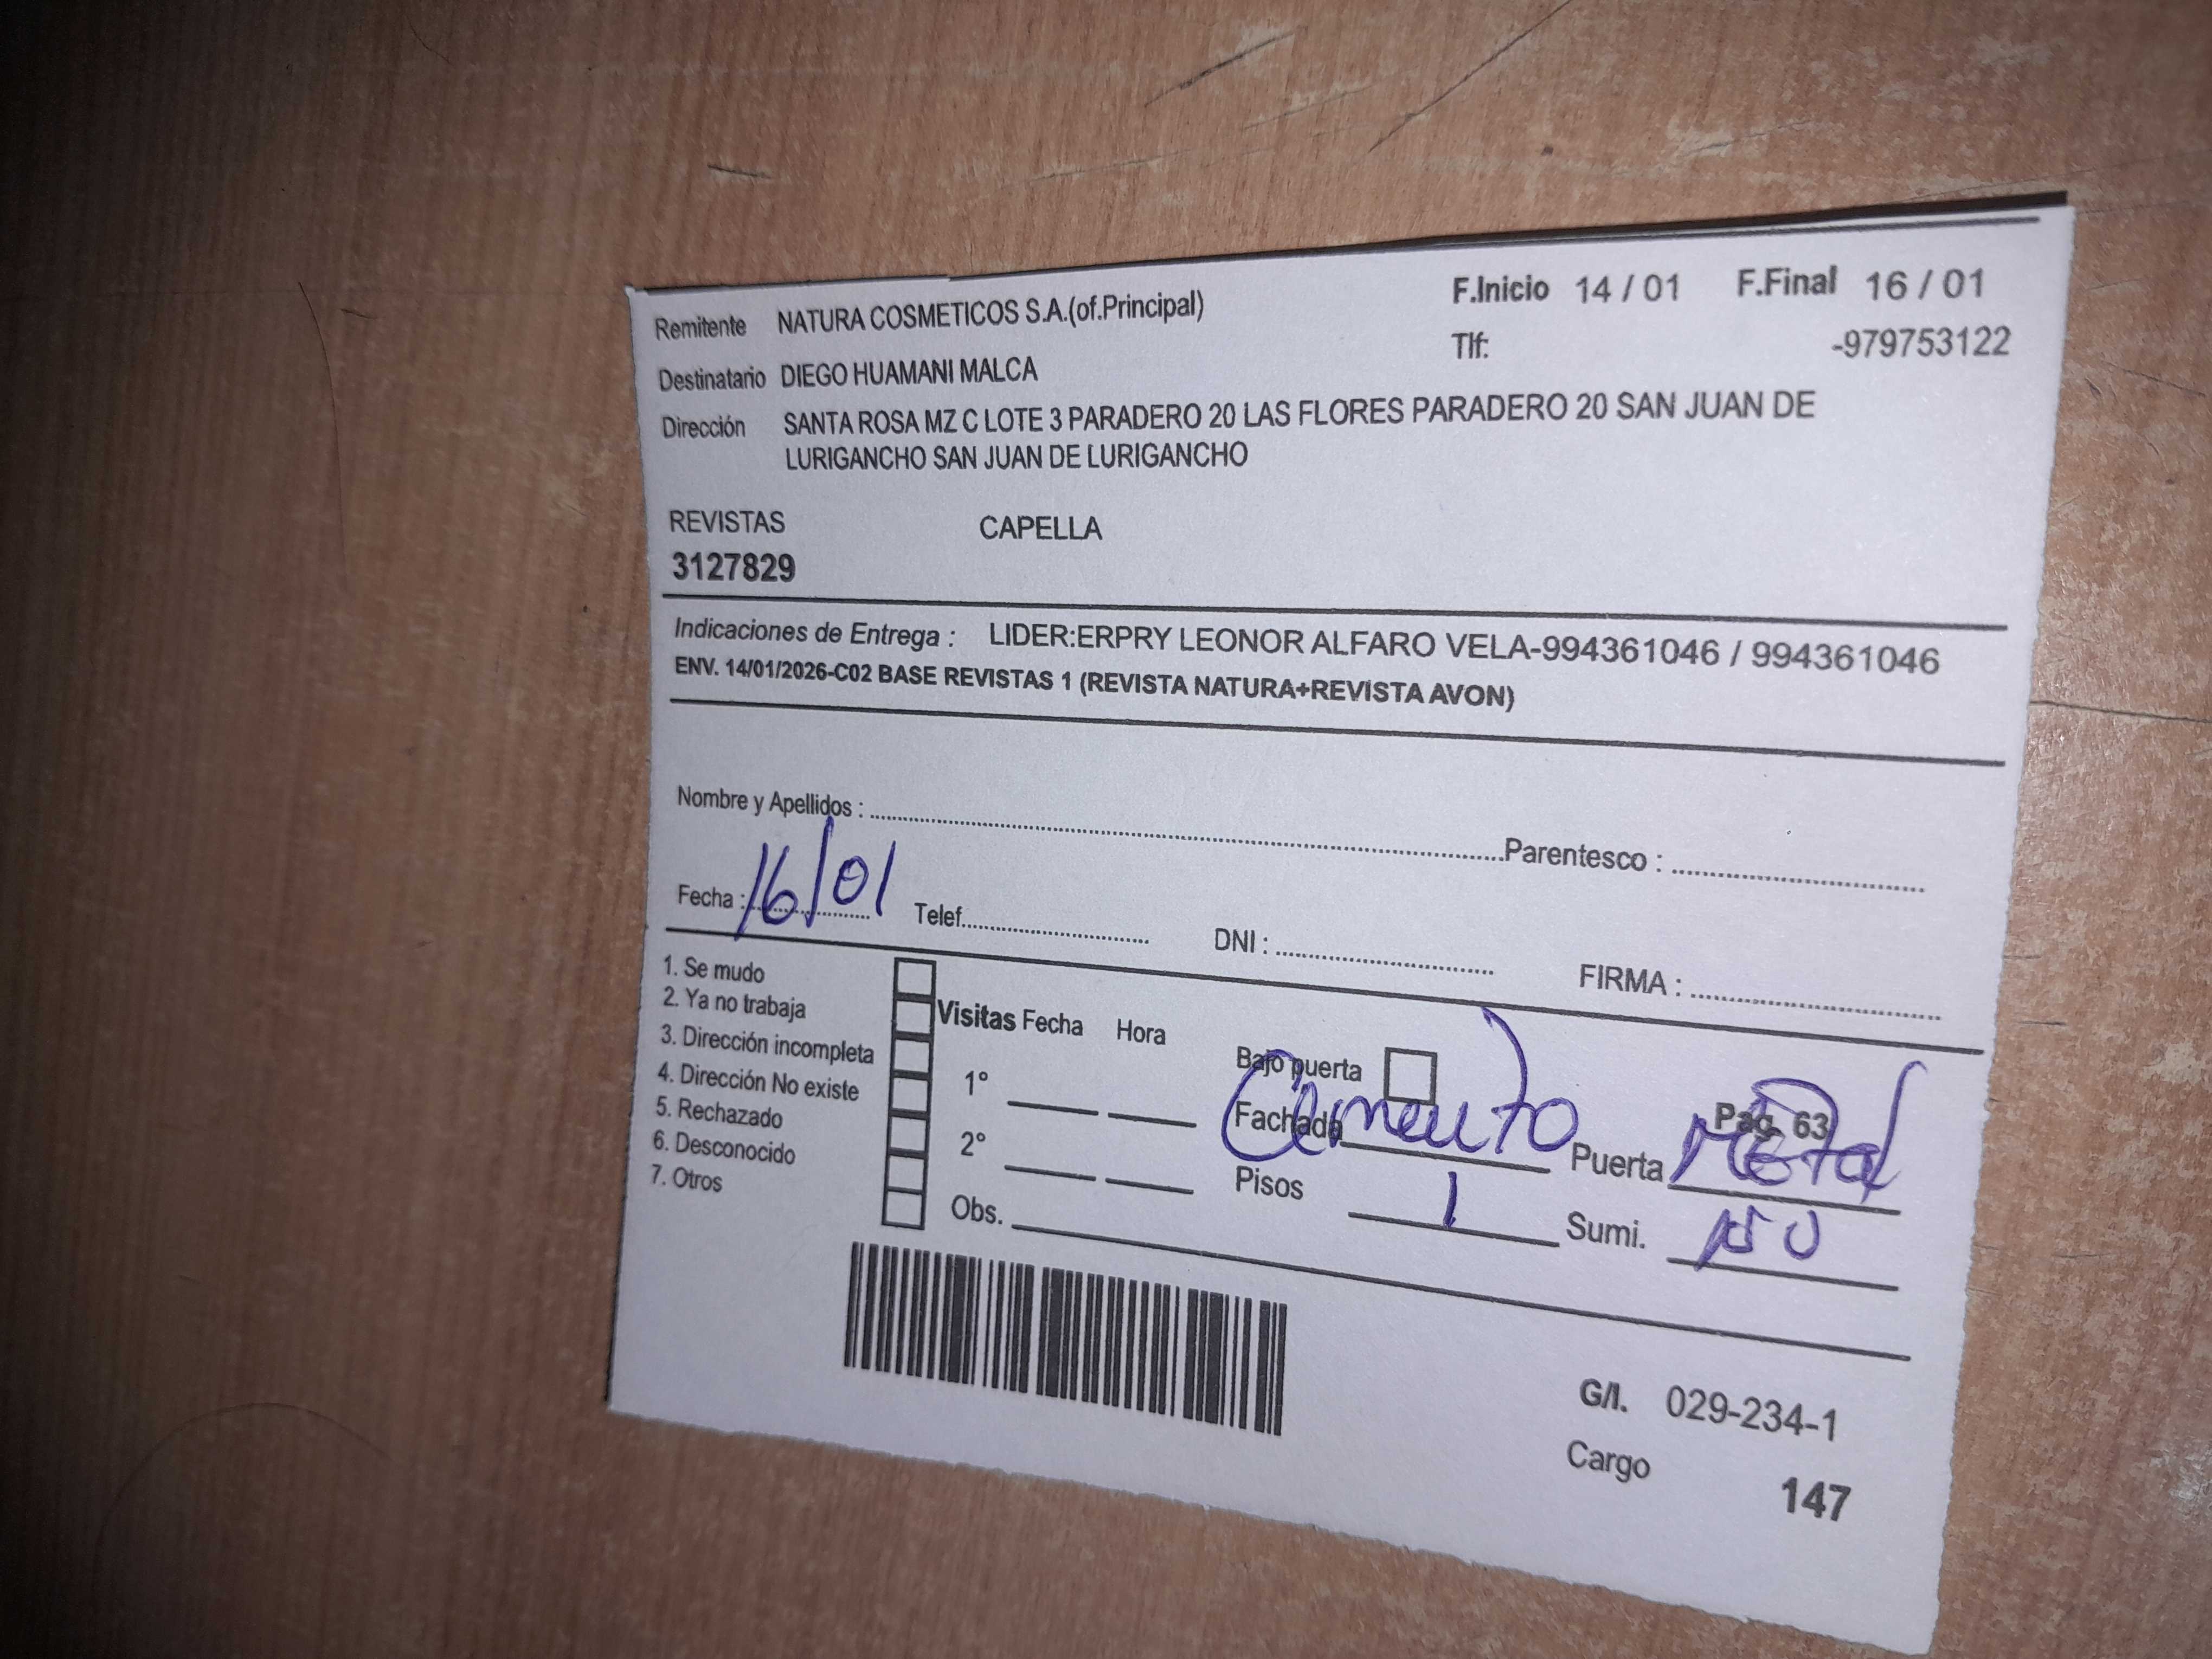 Remitente NATURA COSMETICOS S.A.(of.Principal) F.Inicio 14 / 01 F.Final 16 / 01
Tlf: -979753122
Destinatario DIEGO HUAMANI MALCA
Dirección SANTA ROSA MZ C LOTE 3 PARADERO 20 LAS FLORES PARADERO 20 SAN JUAN DE
LURIGANCHO SAN JUAN DE LURIGANCHO
REVISTAS CAPELLA
3127829
Indicaciones de Entrega : LIDER:ERPRY LEONOR ALFARO VELA-994361046 / 994361046
ENV. 14/01/2026-C02 BASE REVISTAS 1 (REVISTA NATURA+REVISTA AVON)
Nombre y Apellidos : Parentesco :
Fecha : 16/01 Telef. DNI : FIRMA :
1. Se mudo
2. Ya no trabaja
3. Dirección incompleta
4. Dirección No existe
5. Rechazado
6. Desconocido
7. Otros
Visitas Fecha Hora
1°
2°
Obs.
Bajo puerta
Pag. 63
Fachada Cemento Puerta Metal
Pisos 1 Sumi.
G/I. 029-234-1
Cargo 147